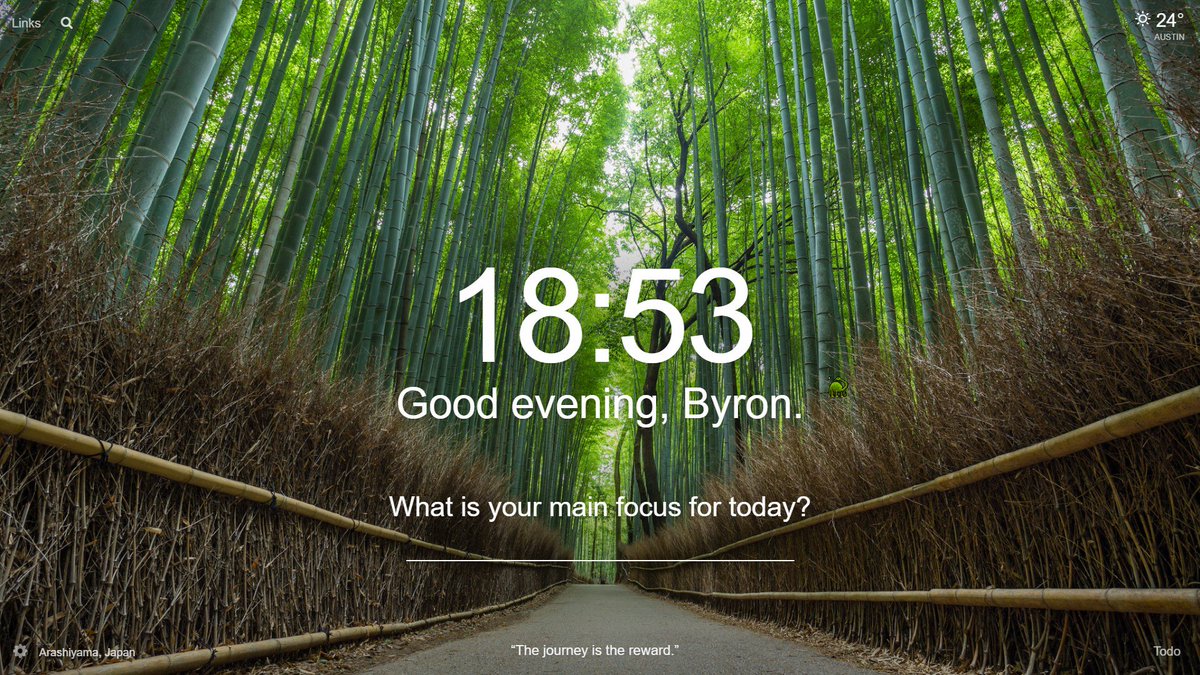 Links
24°
AUSTIN
18:53
Good evening, Byron.
What is your main focus for today?
Arashiyama, Japan
“The journey is the reward.”
Todo